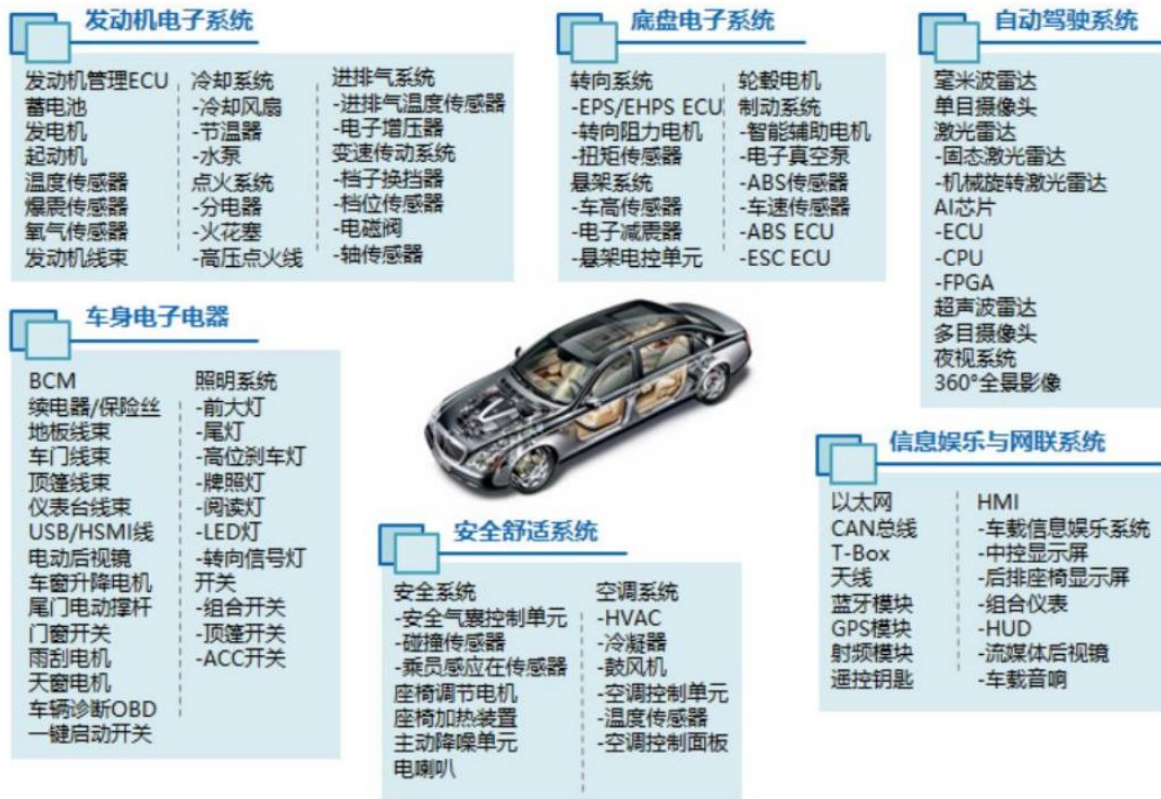 发动机电子系统
发动机管理ECU
蓄电池
发电机
起动机
温度传感器
爆震传感器
氧气传感器
发动机线束
冷却系统
-冷却风扇
-节温器
-水泵
点火系统
-分电器
-火花塞
-高压点火线
进排气系统
-进排气温度传感器
-电子增压器
变速传动系统
-档子换挡器
-档位传感器
-电磁阀
-轴传感器
底盘电子系统
转向系统
-EPS/EHPS ECU
-转向阻力电机
-扭矩传感器
悬架系统
-车高传感器
-电子减震器
-悬架电控单元
轮毂电机
制动系统
-智能辅助电机
-电子真空泵
-ABS传感器
-车速传感器
-ABS ECU
-ESC ECU
自动驾驶系统
毫米波雷达
单目摄像头
激光雷达
-固态激光雷达
-机械旋转激光雷达
AI芯片
-ECU
-CPU
-FPGA
超声波雷达
多目摄像头
夜视系统
360°全景影像
车身电子电器
BCM
续电器/保险丝
地板线束
车门线束
顶篷线束
仪表台线束
USB/HSMI线
电动后视镜
车窗升降电机
尾门电动撑杆
门窗开关
雨刮电机
天窗电机
车辆诊断OBD
一键启动开关
照明系统
-前大灯
-尾灯
-高位刹车灯
-牌照灯
-阅读灯
-LED灯
-转向信号灯
开关
-组合开关
-顶篷开关
-ACC开关
安全舒适系统
安全系统
-安全气囊控制单元
-碰撞传感器
-乘员感应在传感器
座椅调节电机
座椅加热装置
主动降噪单元
电喇叭
空调系统
-HVAC
-冷凝器
-鼓风机
-空调控制单元
-温度传感器
-空调控制面板
信息娱乐与网联系统
以太网
CAN总线
T-Box
天线
蓝牙模块
GPS模块
射频模块
遥控钥匙
HMI
-车载信息娱乐系统
-中控显示屏
-后排座椅显示屏
-组合仪表
-HUD
-流媒体后视镜
-车载音响